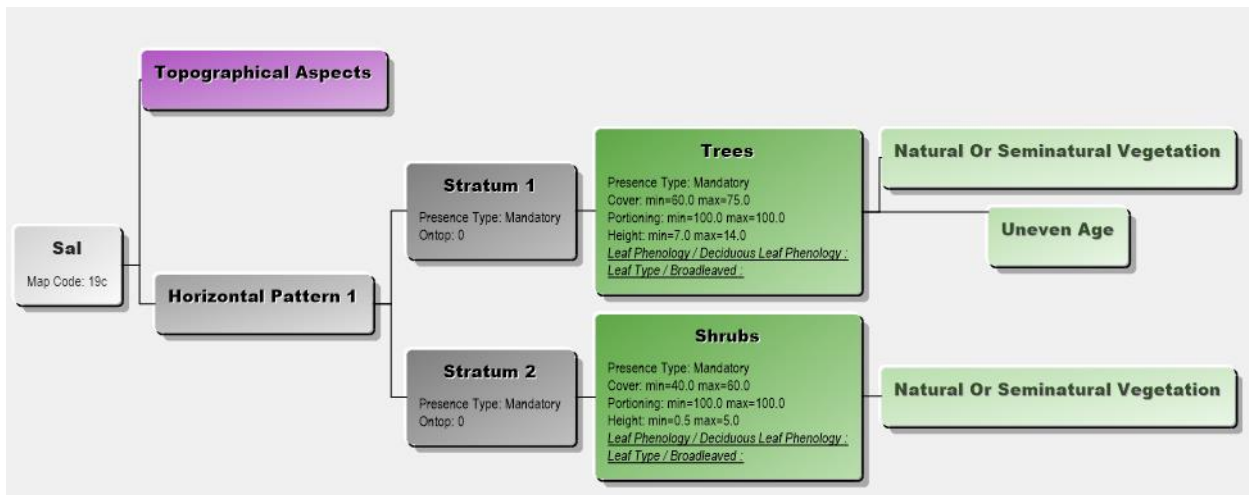 Topographical Aspects
Sal
Map Code: 19c
Horizontal Pattern 1
Stratum 1
Presence Type: Mandatory
Ontop: 0
Trees
Presence Type: Mandatory
Cover: min=60.0 max=75.0
Portioning: min=100.0 max=100.0
Height: min=7.0 max=14.0
Leaf Phenology / Deciduous Leaf Phenology :
Leaf Type / Broadleaved :
Natural Or Seminatural Vegetation
Uneven Age
Stratum 2
Presence Type: Mandatory
Ontop: 0
Shrubs
Presence Type: Mandatory
Cover: min=40.0 max=60.0
Portioning: min=100.0 max=100.0
Height: min=0.5 max=5.0
Leaf Phenology / Deciduous Leaf Phenology :
Leaf Type / Broadleaved :
Natural Or Seminatural Vegetation